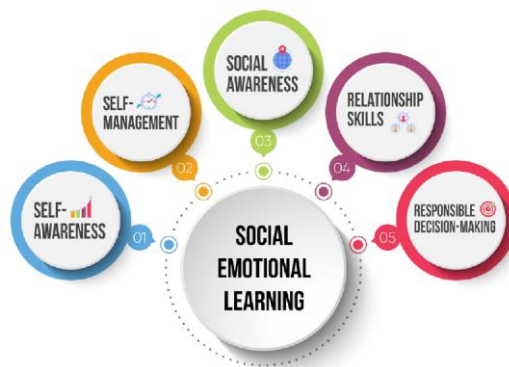 SOCIAL
AWARENESS
03
SELF-
MANAGEMENT
02
RELATIONSHIP
SKILLS
04
SELF-
AWARENESS
01
RESPONSIBLE
DECISION-MAKING
05
SOCIAL
EMOTIONAL
LEARNING